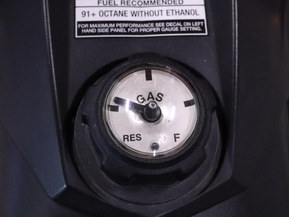 FUEL RECOMMENDED
91+ OCTANE WITHOUT ETHANOL
FOR MAXIMUM PERFORMANCE SEE DECAL ON LEFT
HAND SIDE PANEL FOR PROPER GAUGE SETTING.
GAS
RES F